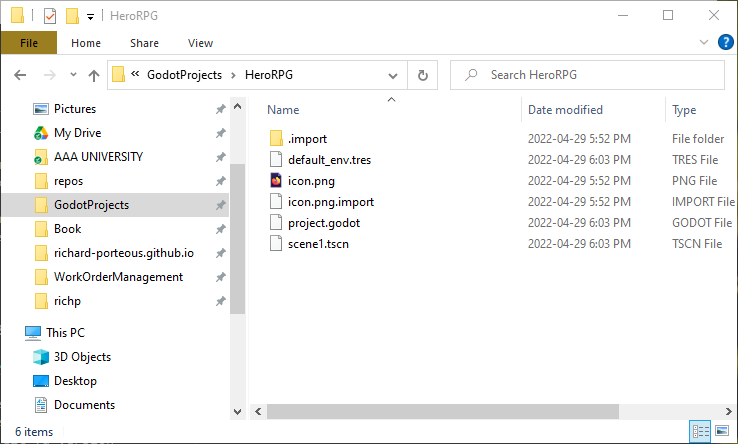 HeroRPG
File Home Share View
« GodotProjects > HeroRPG Search HeroRPG
Pictures
My Drive
AAA UNIVERSITY
repos
GodotProjects
Book
richard-porteous.github.io
WorkOrderManagement
richp
This PC
3D Objects
Desktop
Documents
Name Date modified Type
.import 2022-04-29 5:52 PM File folder
default_env.tres 2022-04-29 6:03 PM TRES File
icon.png 2022-04-29 5:52 PM PNG File
icon.png.import 2022-04-29 5:52 PM IMPORT File
project.godot 2022-04-29 6:03 PM GODOT File
scene1.tscn 2022-04-29 6:03 PM TSCN File
6 items